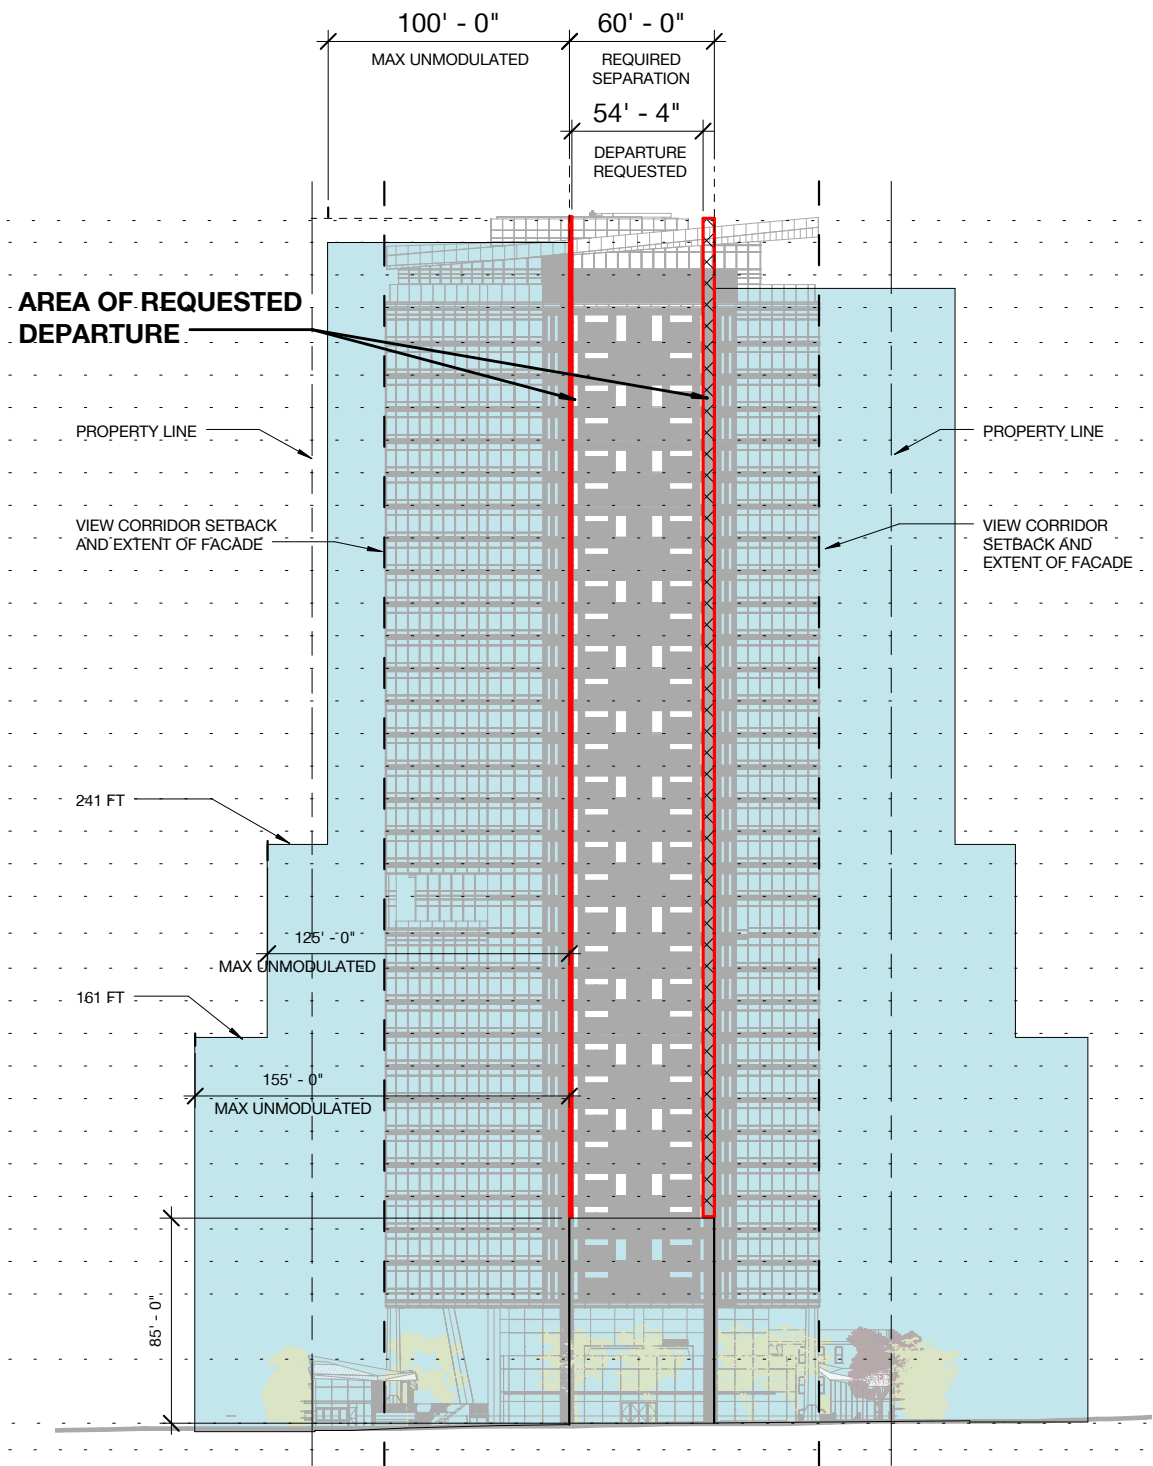 100' - 0"
60' - 0"
MAX UNMODULATED
REQUIRED
SEPARATION
54' - 4"
DEPARTURE
REQUESTED
AREA OF REQUESTED
DEPARTURE
PROPERTY LINE
PROPERTY LINE
VIEW CORRIDOR SETBACK
AND EXTENT OF FACADE
VIEW CORRIDOR
SETBACK AND
EXTENT OF FACADE
241 FT
125' - 0"
MAX UNMODULATED
161 FT
155' - 0"
MAX UNMODULATED
85' - 0"